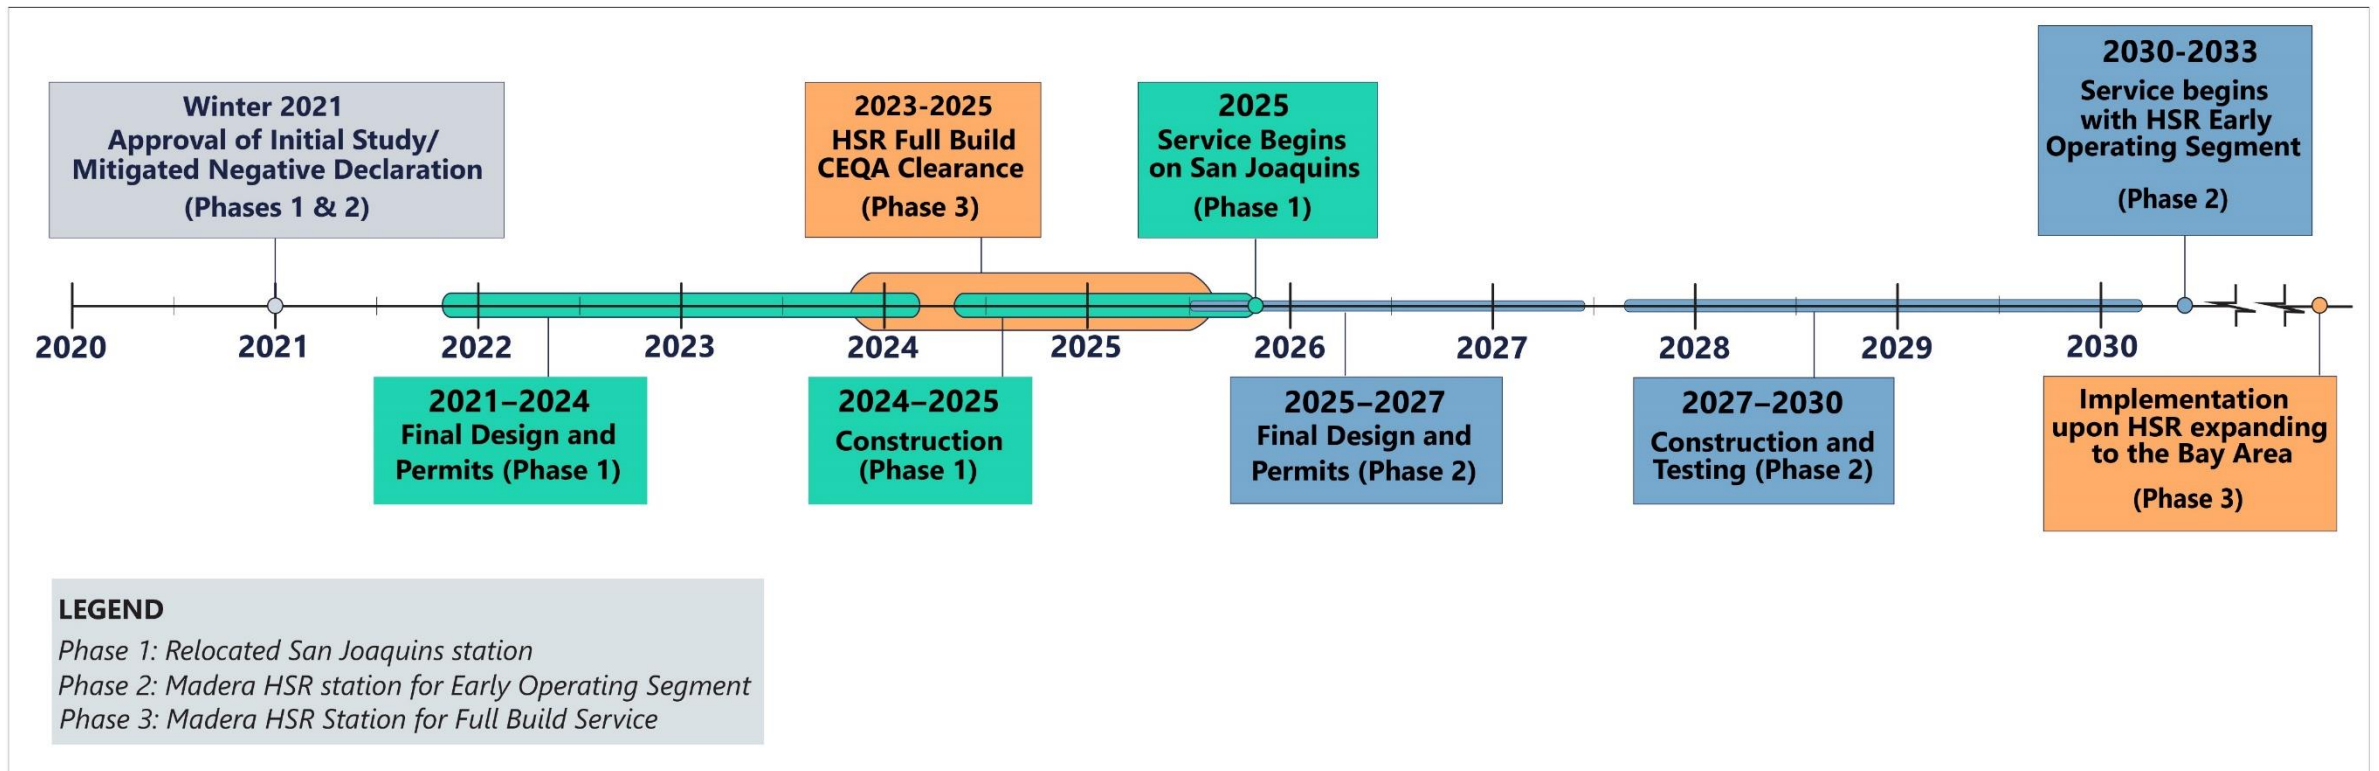 Winter 2021
Approval of Initial Study/
Mitigated Negative Declaration
(Phases 1 & 2)
2023-2025
HSR Full Build
CEQA Clearance
(Phase 3)
2025
Service Begins
on San Joaquins
(Phase 1)
2030-2033
Service begins
with HSR Early
Operating Segment
(Phase 2)
2020
2021
2022
2023
2024
2025
2026
2027
2028
2029
2030
2021–2024
Final Design and
Permits (Phase 1)
2024–2025
Construction
(Phase 1)
2025–2027
Final Design and
Permits (Phase 2)
2027–2030
Construction and
Testing (Phase 2)
Implementation
upon HSR expanding
to the Bay Area
(Phase 3)
LEGEND
Phase 1: Relocated San Joaquins station
Phase 2: Madera HSR station for Early Operating Segment
Phase 3: Madera HSR Station for Full Build Service